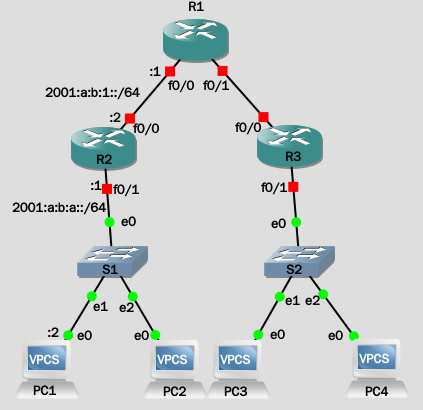 R1
:1
f0/0
f0/1
2001:a:b:1::/64
:2
f0/0
f0/0
R2
R3
:1
f0/1
f0/1
2001:a:b:a::/64
e0
e0
S1
S2
e1
e2
e1
e2
:2
e0
e0
e0
e0
VPCS
VPCS
VPCS
VPCS
PC1
PC2
PC3
PC4